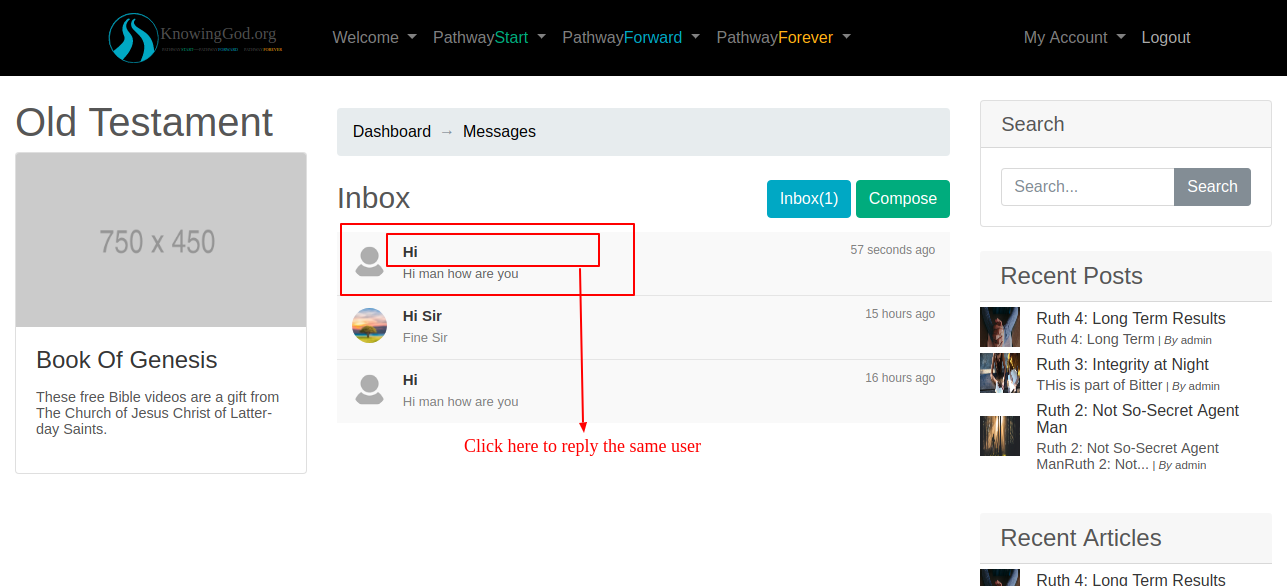 KnowingGod.org
Welcome PathwayStart PathwayForward PathwayForever My Account Logout
Old Testament
750 x 450
Book Of Genesis
These free Bible videos are a gift from
The Church of Jesus Christ of Latter-
day Saints.
Dashboard → Messages
Inbox
Inbox(1) Compose
Hi
57 seconds ago
Hi man how are you
Hi Sir
15 hours ago
Fine Sir
Hi
16 hours ago
Hi man how are you
Click here to reply the same user
Search
Search... Search
Recent Posts
Ruth 4: Long Term Results
Ruth 4: Long Term | By admin
Ruth 3: Integrity at Night
THis is part of Bitter | By admin
Ruth 2: Not So-Secret Agent
Man
Ruth 2: Not So-Secret Agent
ManRuth 2: Not... | By admin
Recent Articles
Ruth 4: Long Term Results